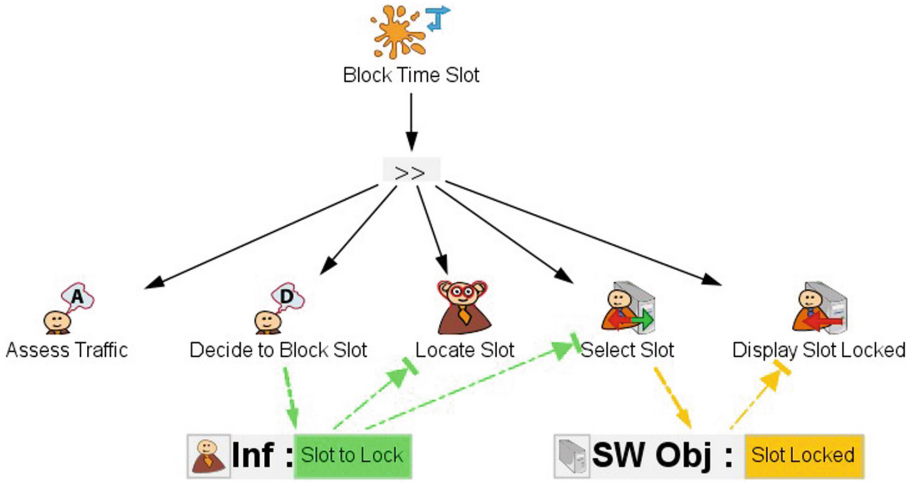 Block Time Slot
>>
A
D
Assess Traffic
Decide to Block Slot
Locate Slot
Select Slot
Display Slot Locked
Inf : Slot to Lock
SW Obj : Slot Locked